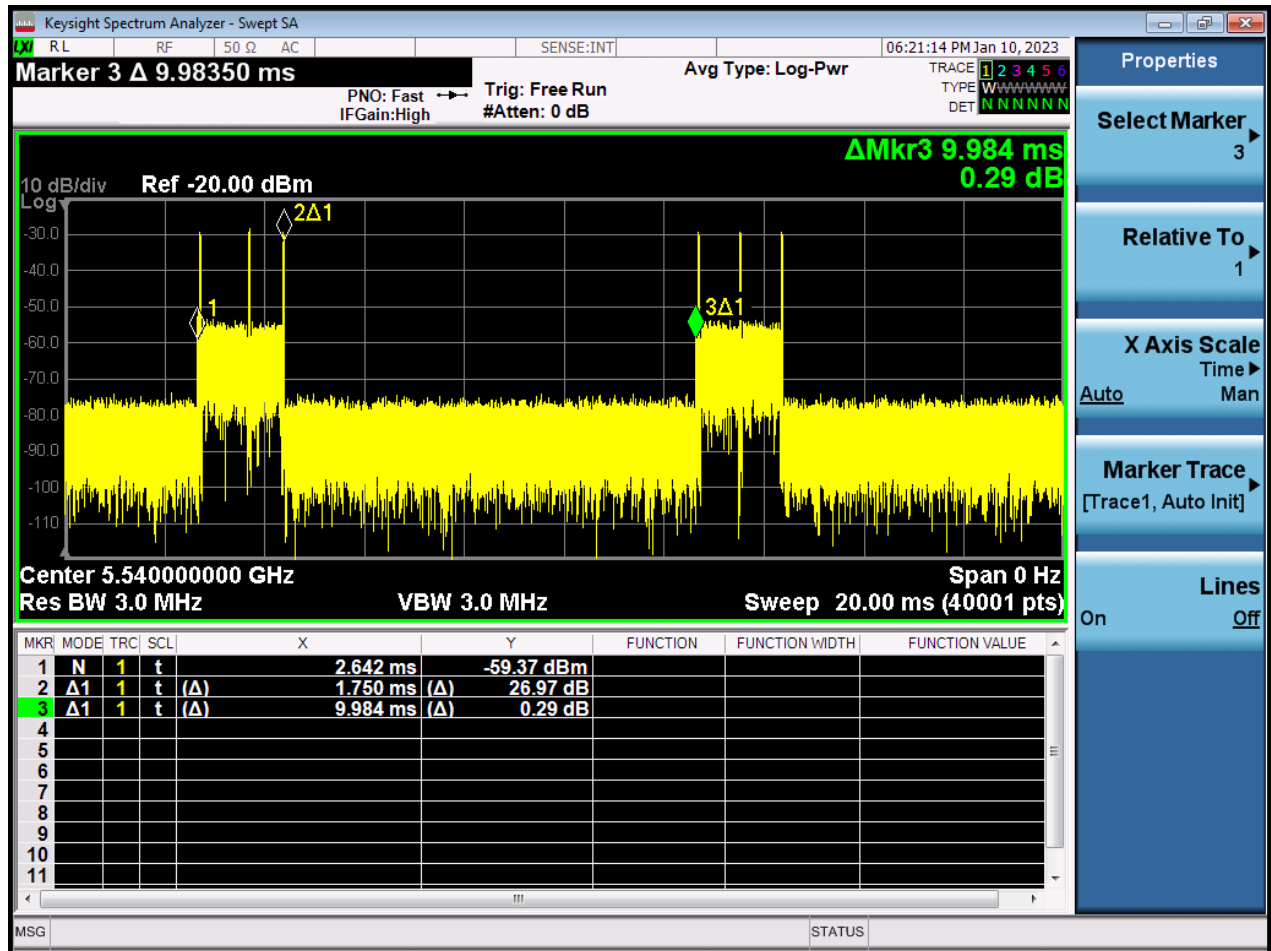 Keysight Spectrum Analyzer - Swept SA
LXI RL RF 50 Ω AC SENSE:INT 06:21:14 PM Jan 10, 2023
Marker 3 Δ 9.98350 ms
PNO: Fast
IFGain:High
Trig: Free Run
#Atten: 0 dB
Avg Type: Log-Pwr
TRACE 1 2 3 4 5 6
TYPE WWWWWW
DET N N N N N N
ΔMkr3 9.984 ms
0.29 dB
10 dB/div Ref -20.00 dBm
Log
2Δ1
-30.0
-40.0
-50.0
1
3Δ1
-60.0
-70.0
-80.0
-90.0
-100
-110
Center 5.540000000 GHz Span 0 Hz
Res BW 3.0 MHz VBW 3.0 MHz Sweep 20.00 ms (40001 pts)
MKR MODE TRC SCL X Y FUNCTION FUNCTION WIDTH FUNCTION VALUE
1 N 1 t 2.642 ms -59.37 dBm
2 Δ1 1 t (Δ) 1.750 ms (Δ) 26.97 dB
3 Δ1 1 t (Δ) 9.984 ms (Δ) 0.29 dB
4
5
6
7
8
9
10
11
MSG STATUS
Properties
Select Marker
3
Relative To
1
X Axis Scale
Time
Auto Man
Marker Trace
[Trace1, Auto Init]
Lines
On Off